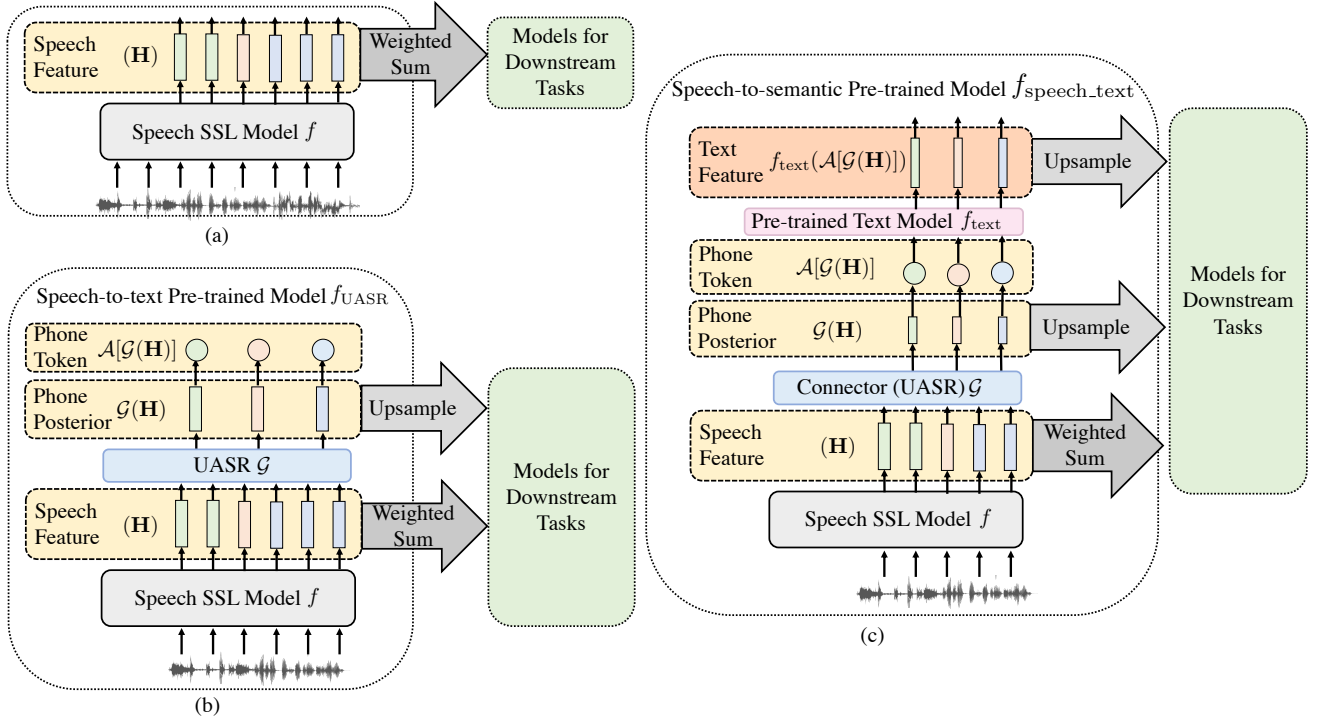 Speech
Feature
(H)
Weighted
Sum
Models for
Downstream
Tasks
Speech SSL Model f
(a)
Speech-to-text Pre-trained Model f_UASR
Phone
Token
𝒜[𝒢(H)]
Phone
Posterior
𝒢(H)
Upsample
UASR 𝒢
Speech
Feature
(H)
Weighted
Sum
Models for
Downstream
Tasks
Speech SSL Model f
(b)
Speech-to-semantic Pre-trained Model f_speech_text
Text
Feature
f_text(𝒜[𝒢(H)])
Upsample
Pre-trained Text Model f_text
Phone
Token
𝒜[𝒢(H)]
Phone
Posterior
𝒢(H)
Upsample
Connector (UASR) 𝒢
Speech
Feature
(H)
Weighted
Sum
Speech SSL Model f
Models for
Downstream
Tasks
(c)